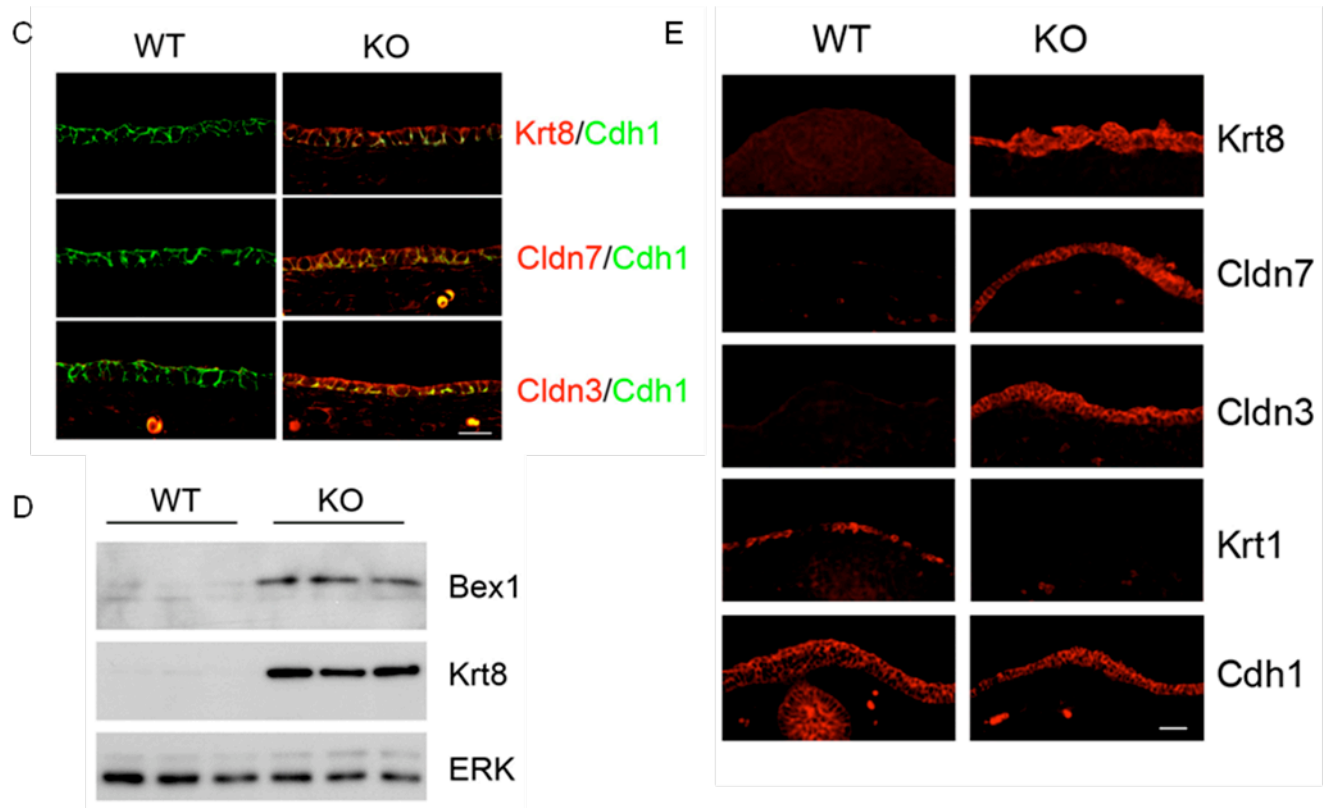 C
WT KO
Krt8/Cdh1
Cldn7/Cdh1
Cldn3/Cdh1
D
WT KO
Bex1
Krt8
ERK
E
WT KO
Krt8
Cldn7
Cldn3
Krt1
Cdh1